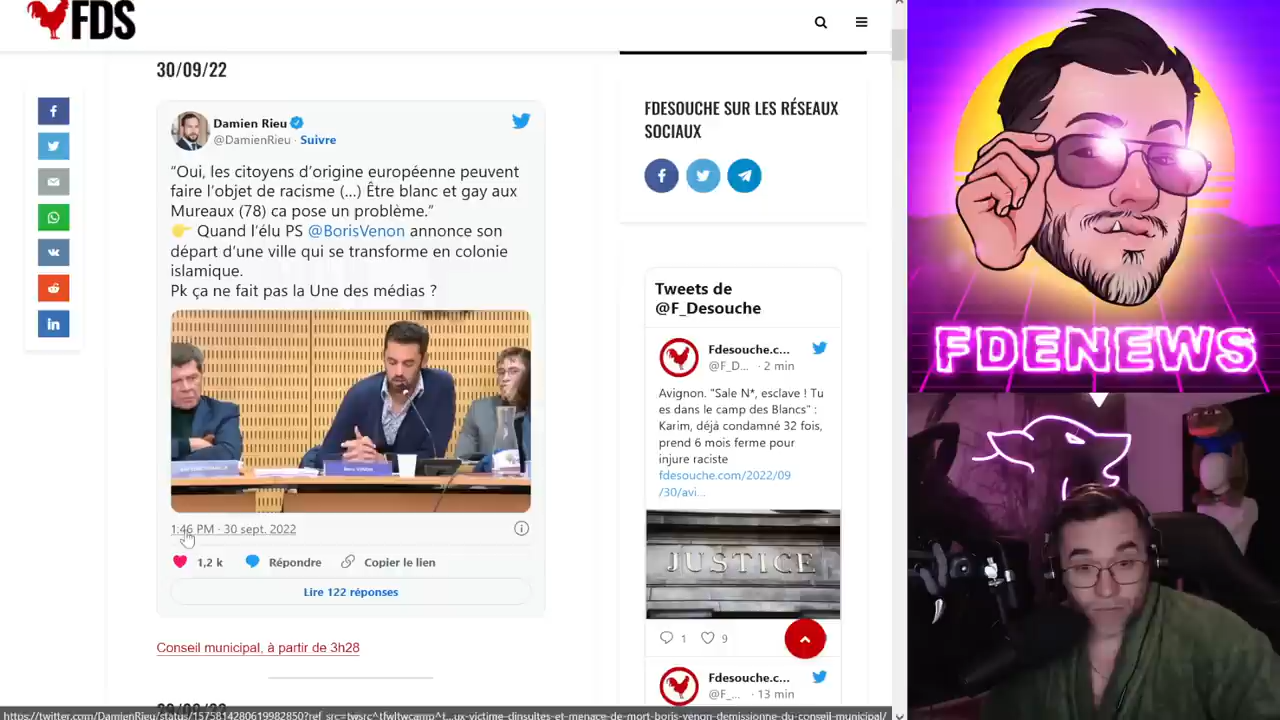 FDS
30/09/22
Damien Rieu
@DamienRieu · Suivre
"Oui, les citoyens d'origine européenne peuvent
faire l'objet de racisme (...) Être blanc et gay aux
Mureaux (78) ca pose un problème."
👉 Quand l'élu PS @BorisVenon annonce son
départ d'une ville qui se transforme en colonie
islamique.
Pk ça ne fait pas la Une des médias ?
1:46 PM · 30 sept. 2022
1,2 k Répondre Copier le lien
Lire 122 réponses
Conseil municipal, à partir de 3h28
FDESOUCHE SUR LES RÉSEAUX
SOCIAUX
Tweets de
@F_Desouche
Fdesouche.c...
@F_D... · 2 min
Avignon. "Sale N*, esclave ! Tu
es dans le camp des Blancs" :
Karim, déjà condamné 32 fois,
prend 6 mois ferme pour
injure raciste
fdesouche.com/2022/09
/30/avi...
JUSTICE
1 9
Fdesouche.c...
@F_... · 13 min
FDENEWS